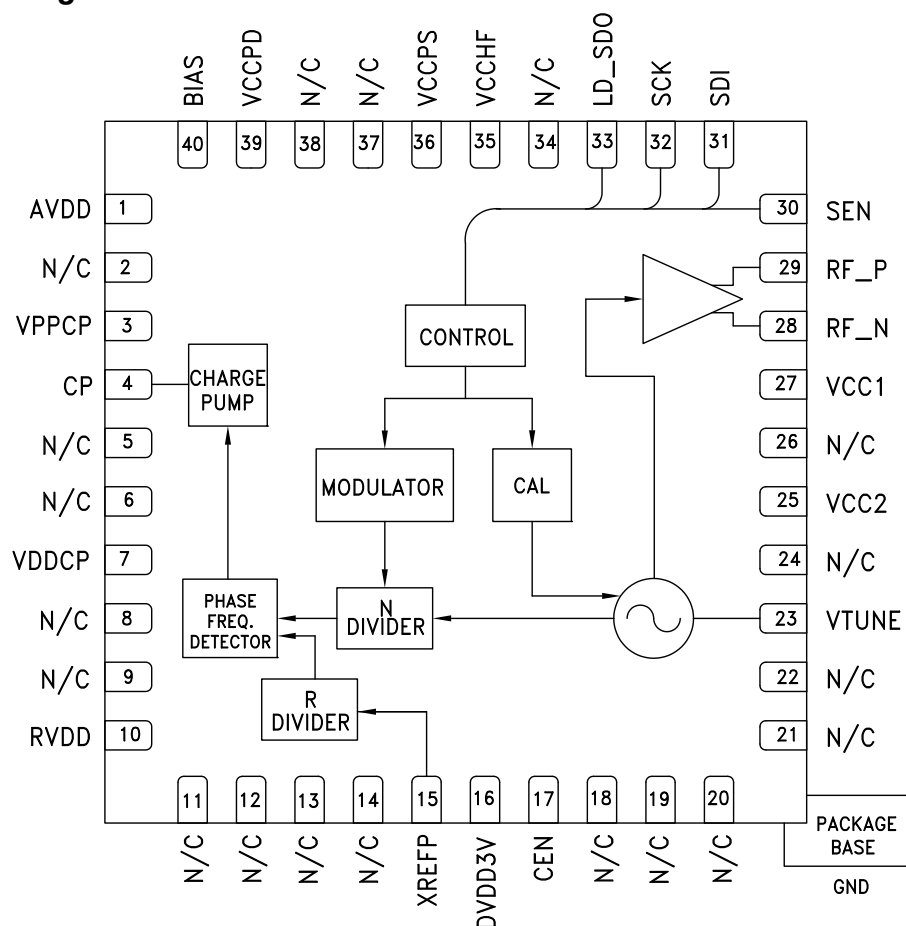 BIAS
VCCPD
N/C
N/C
VCCPS
VCCHF
N/C
LD_SDO
SCK
SDI
40
39
38
37
36
35
34
33
32
31
AVDD
1
N/C
2
VPPCP
3
CP
4
N/C
5
N/C
6
VDDCP
7
N/C
8
N/C
9
RVDD
10
30
SEN
29
RF_P
28
RF_N
27
VCC1
26
N/C
25
VCC2
24
N/C
23
VTUNE
22
N/C
21
N/C
CONTROL
CHARGE
PUMP
MODULATOR
CAL
PHASE
FREQ.
DETECTOR
N
DIVIDER
R
DIVIDER
11
12
13
14
15
16
17
18
19
20
N/C
N/C
N/C
N/C
XREFP
DVDD3V
CEN
N/C
N/C
N/C
PACKAGE
BASE
GND